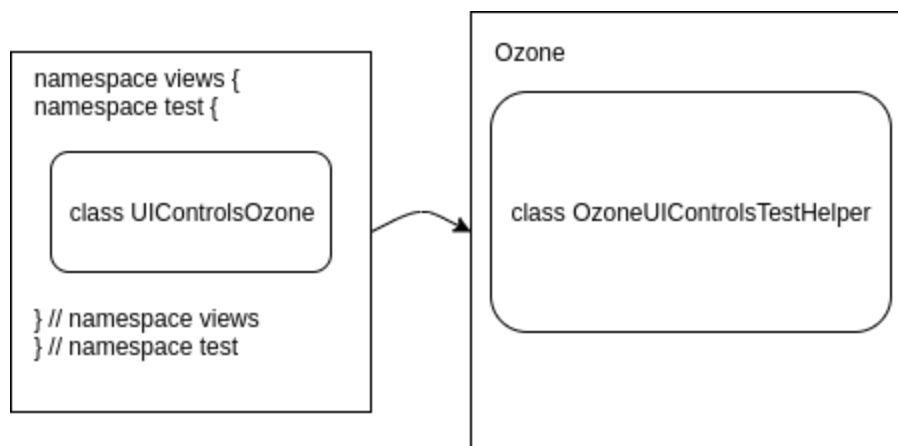 namespace views {
namespace test {
class UIControlsOzone
} // namespace views
} // namespace test
Ozone
class OzoneUIControlsTestHelper